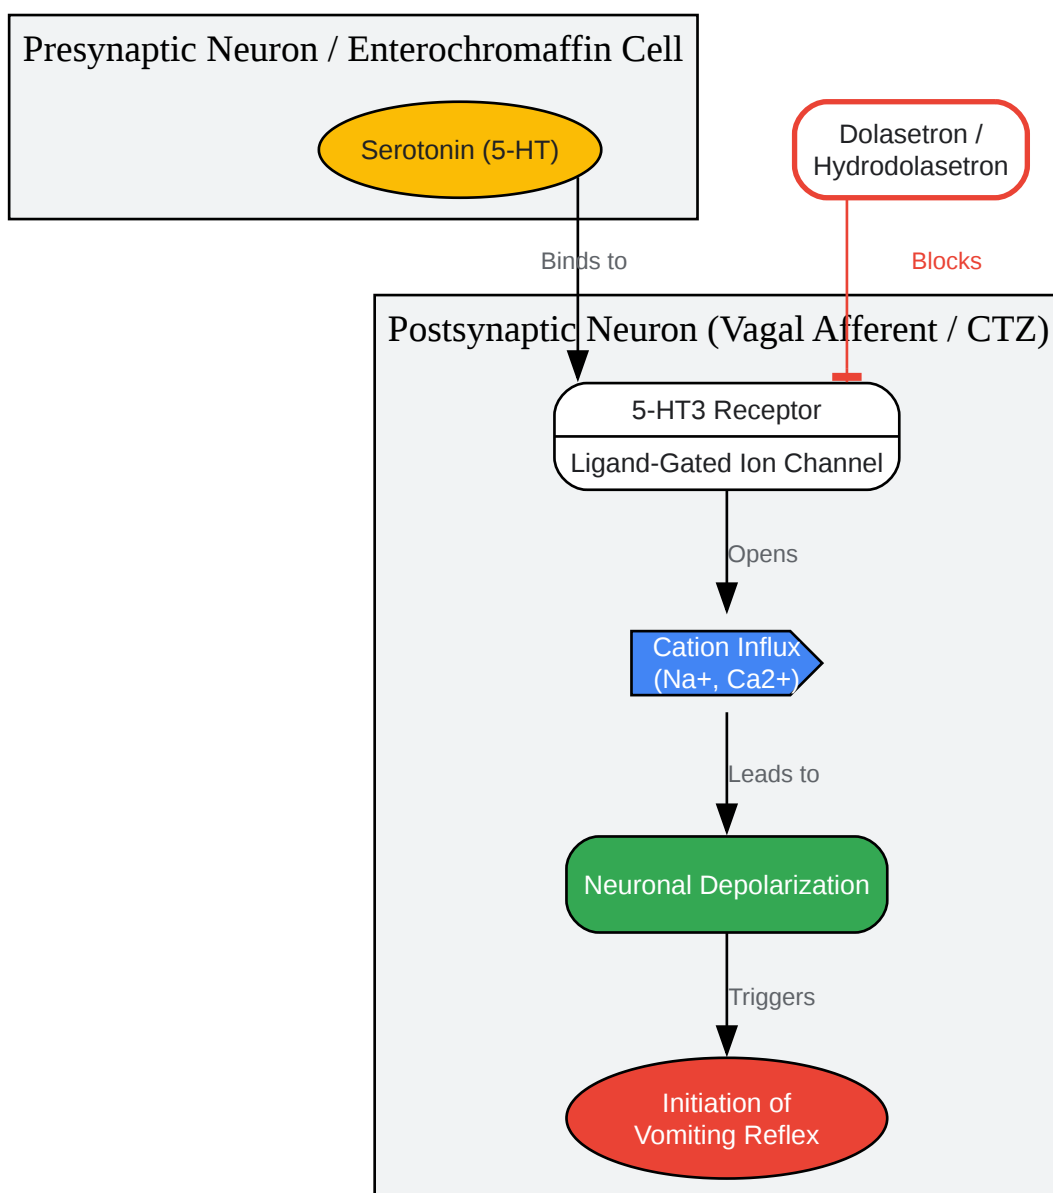 Presynaptic Neuron / Enterochromaffin Cell
Serotonin (5-HT)
Dolasetron /
Hydrodolasetron
Binds to
Blocks
Postsynaptic Neuron (Vagal Afferent / CTZ)
5-HT3 Receptor
Ligand-Gated Ion Channel
Opens
Cation Influx
(Na+, Ca2+)
Leads to
Neuronal Depolarization
Triggers
Initiation of
Vomiting Reflex